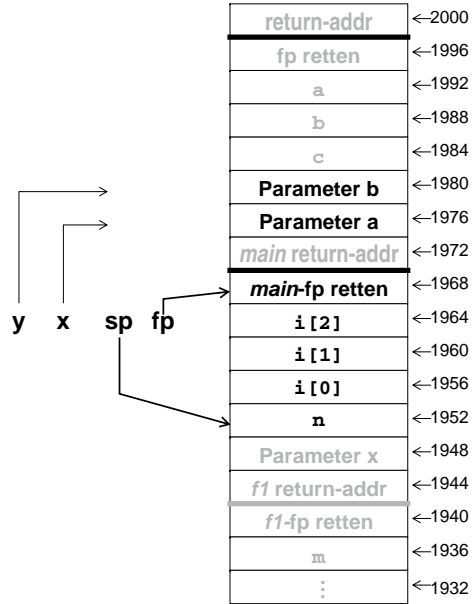 return-addr ←2000
fp retten ←1996
a ←1992
b ←1988
c ←1984
Parameter b ←1980
Parameter a ←1976
main return-addr ←1972
main-fp retten ←1968
y x sp fp i[2] ←1964
i[1] ←1960
i[0] ←1956
n ←1952
Parameter x ←1948
f1 return-addr ←1944
f1-fp retten ←1940
m ←1936
⋮ ←1932